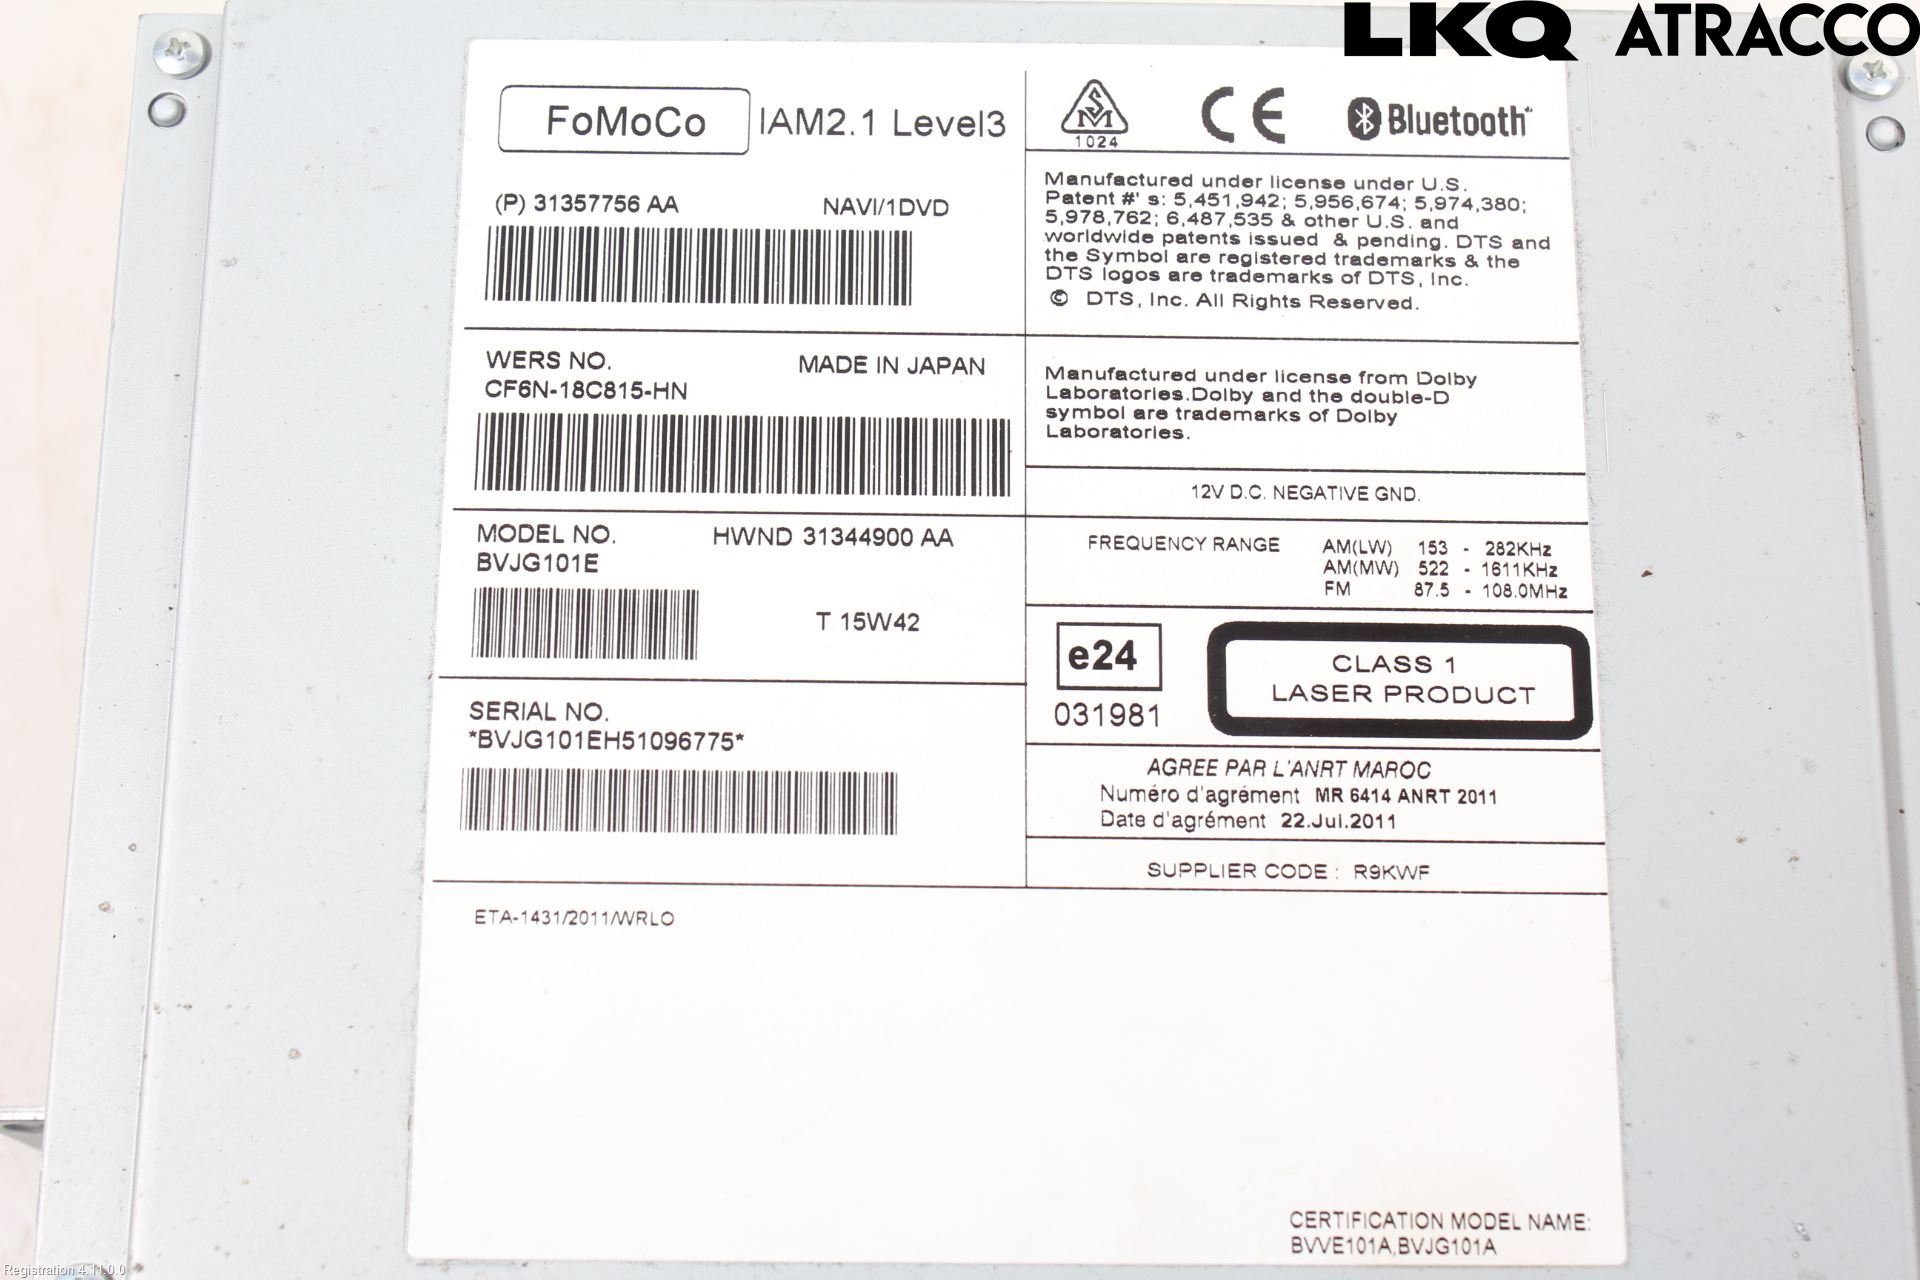 LKQ ATRACCO
FoMoCo IAM2.1 Level3
(P) 31357756 AA NAVI/1DVD
WERS NO. MADE IN JAPAN
CF6N-18C815-HN
MODEL NO. HWND 31344900 AA
BVJG101E
T 15W42
SERIAL NO.
*BVJG101EH51096775*
SMV
1024
CE
Bluetooth™
Manufactured under license under U.S.
Patent #' s: 5,451,942; 5,956,674; 5,974,380;
5,978,762; 6,487,535 & other U.S. and
worldwide patents issued & pending. DTS and
the Symbol are registered trademarks & the
DTS logos are trademarks of DTS, Inc.
© DTS, Inc. All Rights Reserved.
Manufactured under license from Dolby
Laboratories.Dolby and the double-D
symbol are trademarks of Dolby
Laboratories.
12V D.C. NEGATIVE GND.
FREQUENCY RANGE AM(LW) 153 - 282KHz
AM(MW) 522 - 1611KHz
FM 87.5 - 108.0MHz
e24
031981
CLASS 1
LASER PRODUCT
AGREE PAR L'ANRT MAROC
Numéro d'agrément MR 6414 ANRT 2011
Date d'agrément 22.Jul.2011
SUPPLIER CODE : R9KWF
ETA-1431/2011/WRLO
CERTIFICATION MODEL NAME:
BVVE101A,BVJG101A
Registration 4.11.0.0